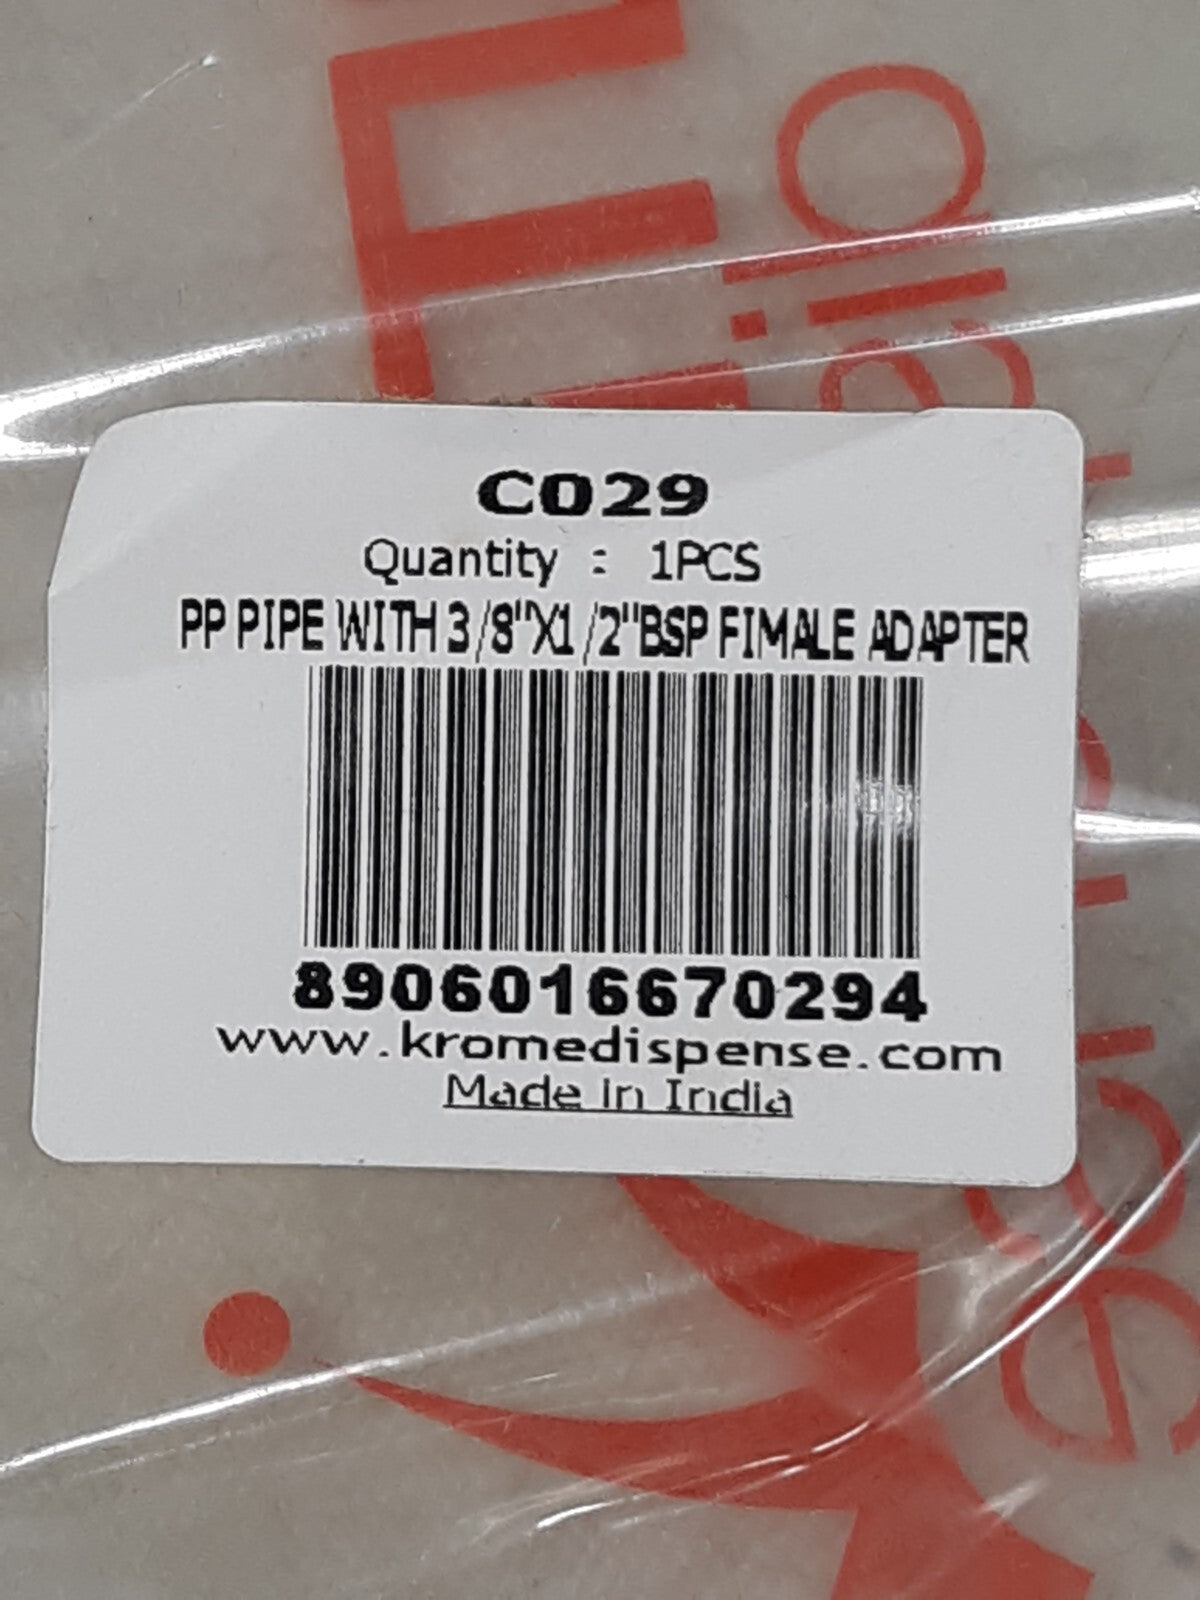 C029
Quantity : 1PCS
PP PIPE WITH 3/8"X1/2"BSP FIMALE ADAPTER
8906016670294
www.kromedispense.com
Made in India